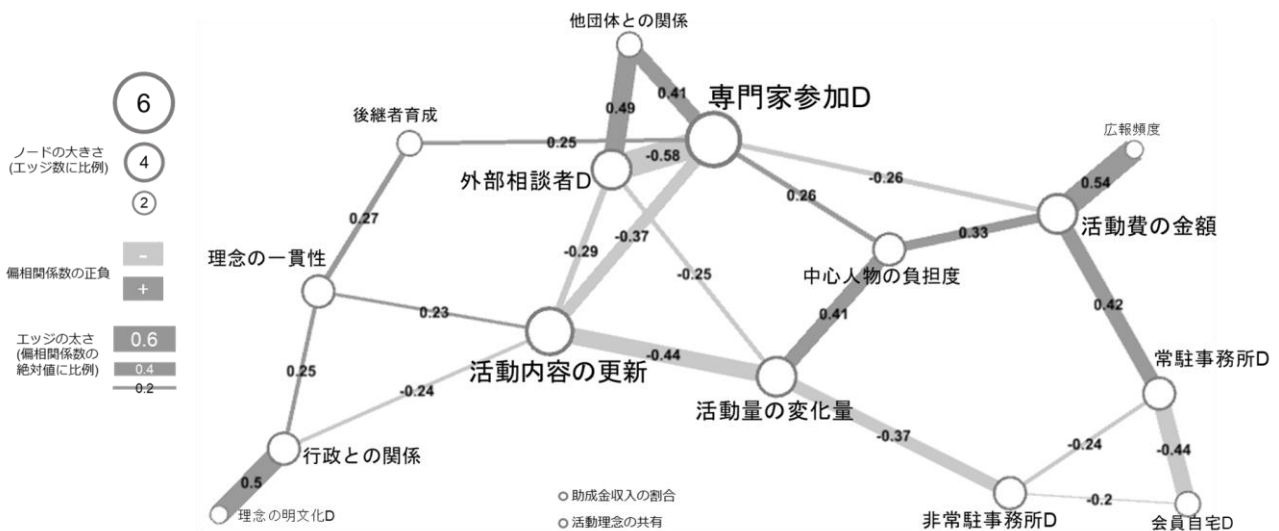 他団体との関係
6
0.41
専門家参加D
0.49
後継者育成
広報頻度
ノードの大きさ
(エッジ数に比例)
4
0.25
-0.58
0.54
外部相談者D
-0.26
2
0.26
活動費の金額
0.27
-0.37
0.33
-
理念の一貫性
-0.29
-0.25
中心人物の負担度
偏相関係数の正負
+
0.23
0.41
0.42
エッジの太さ
(偏相関係数の
絶対値に比例)
0.6
0.4
0.2
-0.44
活動内容の更新
常駐事務所D
0.25
-0.24
活動量の変化量
-0.37
-0.24
-0.44
行政との関係
0.5
助成金収入の割合
-0.2
理念の明文化D
活動理念の共有
非常駐事務所D
会員自宅D